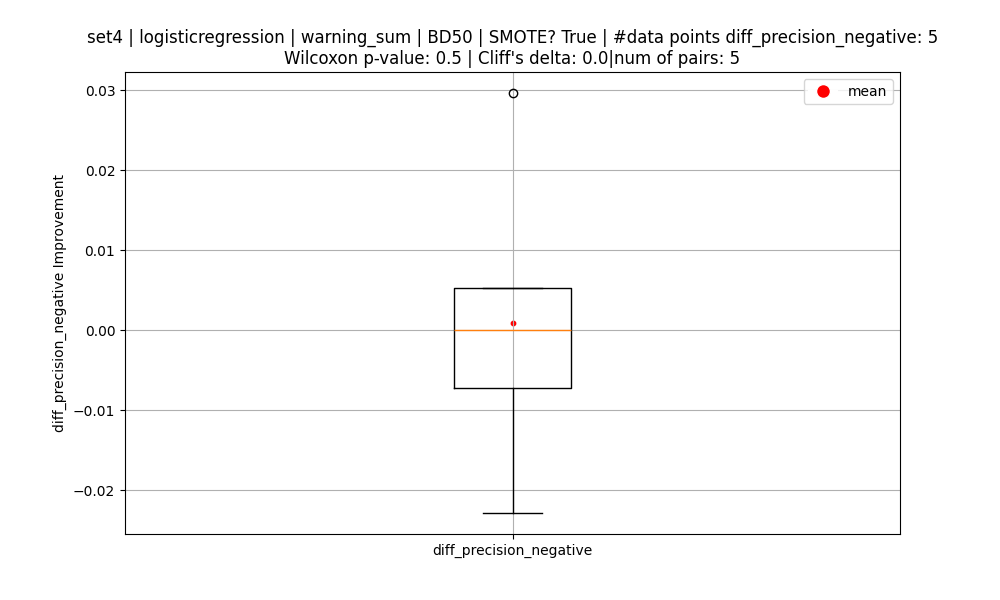 set4 | logisticregression | warning_sum | BD50 | SMOTE? True | #data points diff_precision_negative: 5
Wilcoxon p-value: 0.5 | Cliff's delta: 0.0|num of pairs: 5
mean
0.03
0.02
0.01
0.00
−0.01
−0.02
diff_precision_negative Improvement
diff_precision_negative